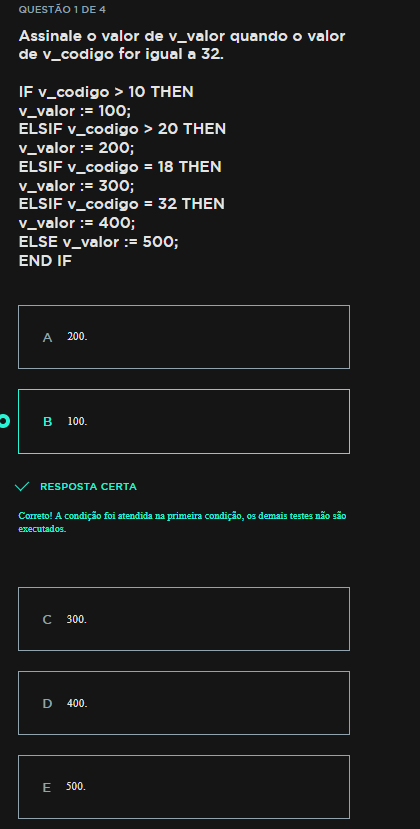 QUESTÃO 1 DE 4
Assinale o valor de v_valor quando o valor
de v_codigo for igual a 32.
IF v_codigo > 10 THEN
v_valor := 100;
ELSIF v_codigo > 20 THEN
v_valor := 200;
ELSIF v_codigo = 18 THEN
v_valor := 300;
ELSIF v_codigo = 32 THEN
v_valor := 400;
ELSE v_valor := 500;
END IF
A 200.
B 100.
RESPOSTA CERTA
Correto! A condição foi atendida na primeira condição, os demais testes não são
executados.
C 300.
D 400.
E 500.